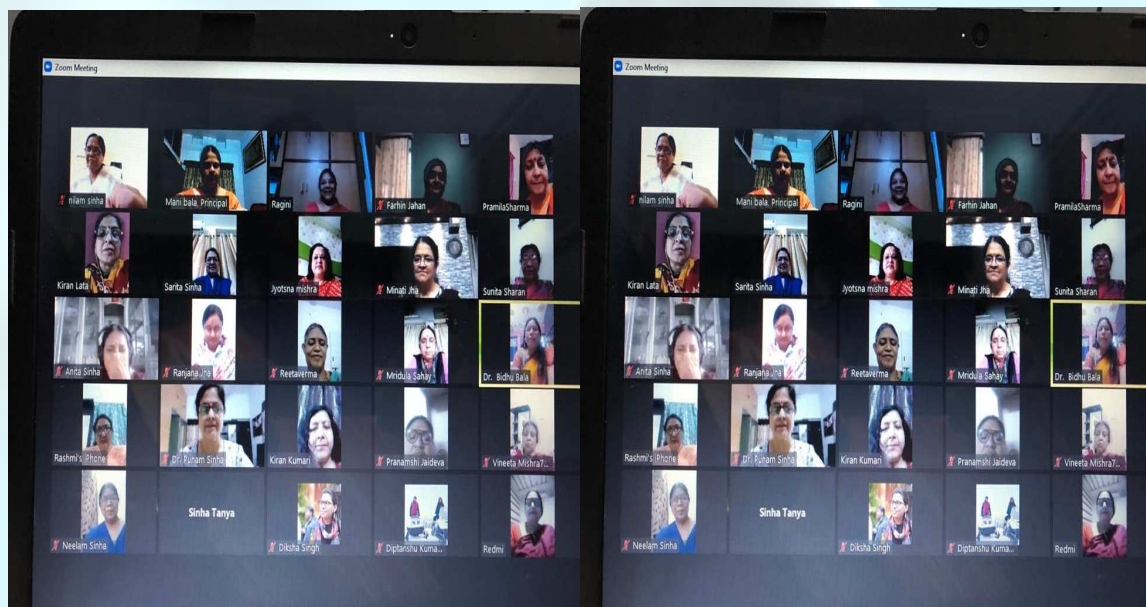 Zoom Meeting
nilam sinha
Mani bala, Principal
Ragini
Farhin Jahan
PramilaSharma
Kiran Lata
Sarita Sinha
Jyotsna mishra
Minati Jha
Sunita Sharan
Anita Sinha
Ranjana Jha
Reetaverma
Mridula Sahay
Dr. Bidhu Bala
Rashmi's Phone
Dr. Punam Sinha
Kiran Kumari
Pranamshi Jaideva
Vineeta Mishra7...
Neelam Sinha
Sinha Tanya
Diksha Singh
Diptanshu Kuma...
Redmi
Zoom Meeting
nilam sinha
Mani bala, Principal
Ragini
Farhin Jahan
PramilaSharma
Kiran Lata
Sarita Sinha
Jyotsna mishra
Minati Jha
Sunita Sharan
Anita Sinha
Ranjana Jha
Reetaverma
Mridula Sahay
Dr. Bidhu Bala
Rashmi's Phone
Dr. Punam Sinha
Kiran Kumari
Pranamshi Jaideva
Vineeta Mishra7...
Neelam Sinha
Sinha Tanya
Diksha Singh
Diptanshu Kuma...
Redmi